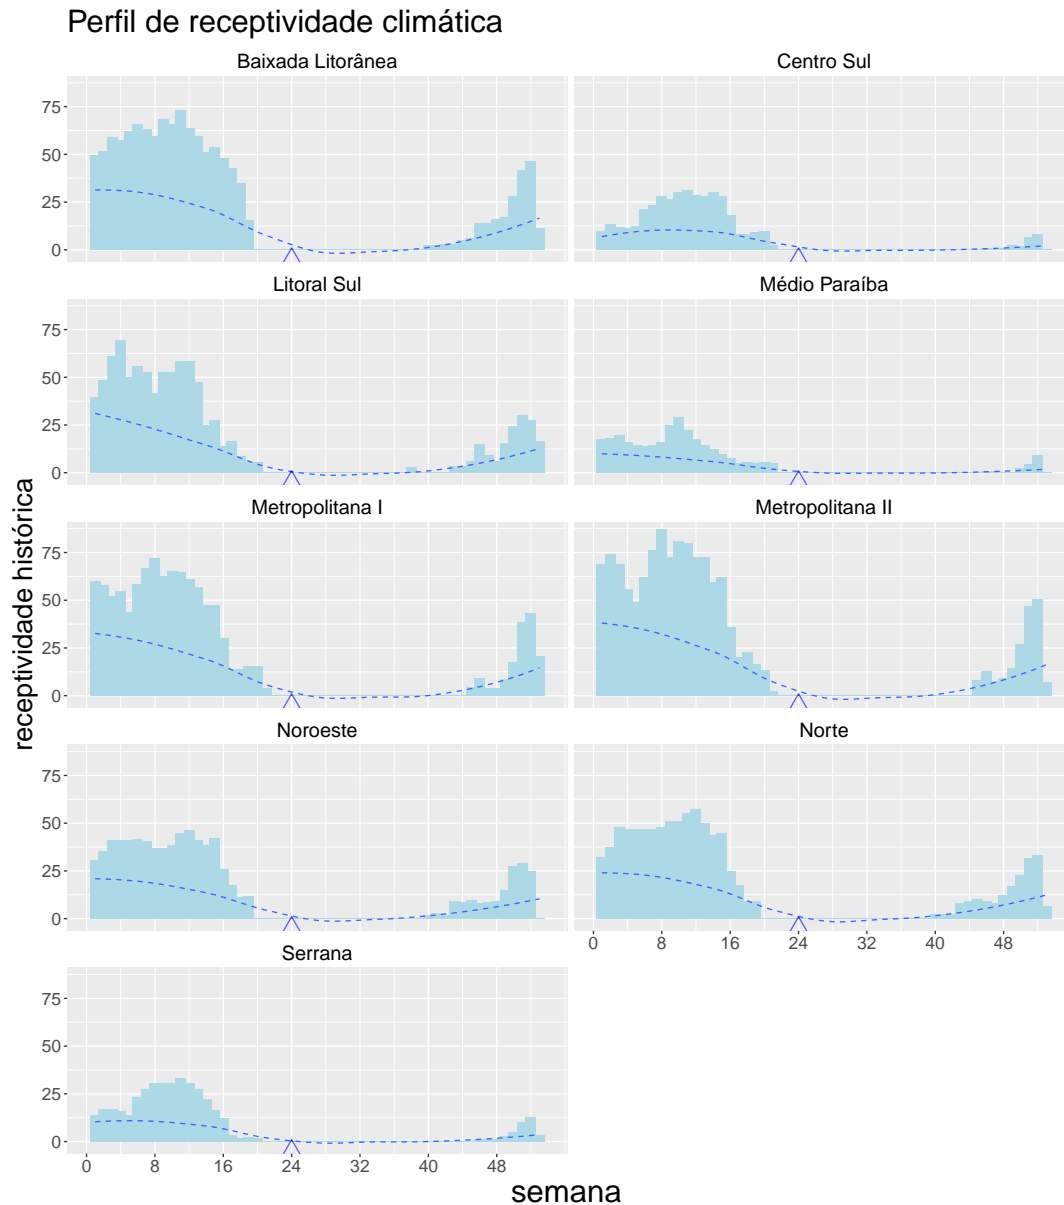 Perfil de receptividade climática
Baixada Litorânea
Centro Sul
75
50
25
0
Litoral Sul
Médio Paraíba
75
50
25
0
receptividade histórica
Metropolitana I
Metropolitana II
75
50
25
0
Noroeste
Norte
75
50
25
0
0 8 16 24 32 40 48
Serrana
75
50
25
0
0 8 16 24 32 40 48
semana